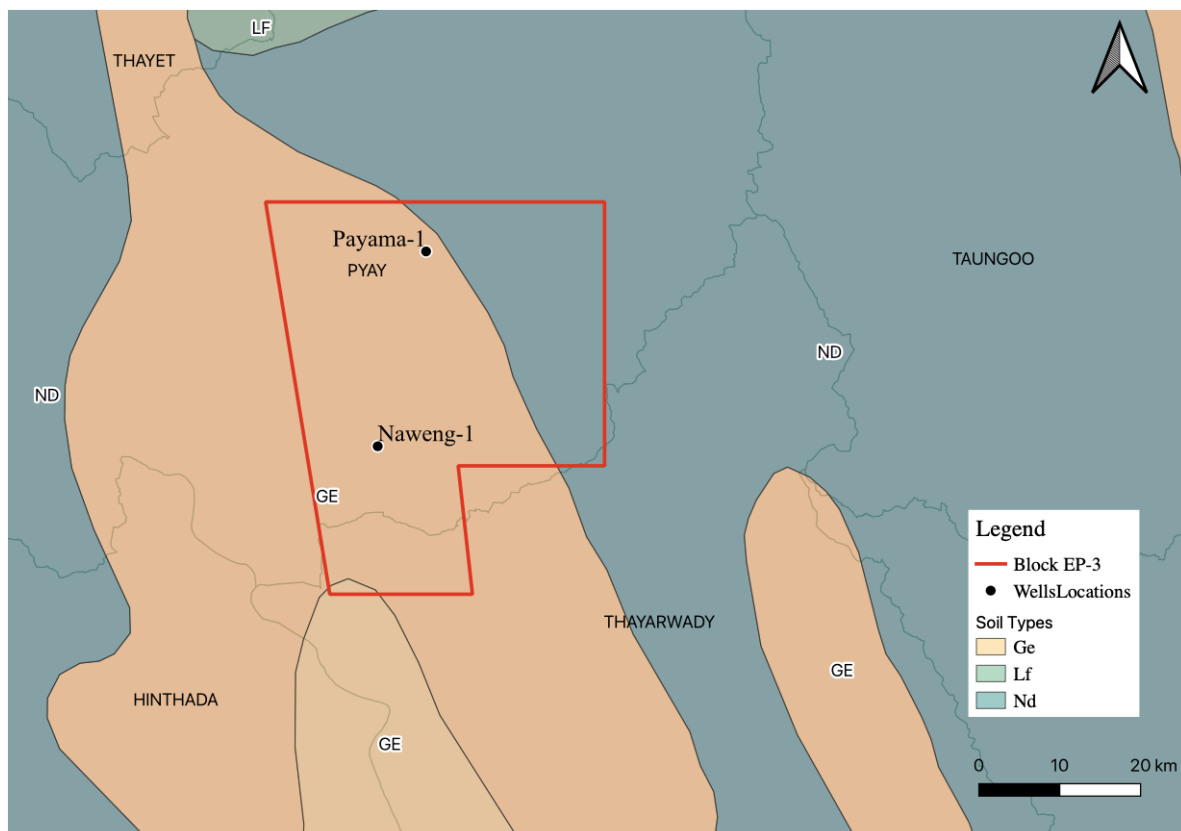 LF
THAYET
Payama-1
PYAY
TAUNGOO
ND
ND
Naweng-1
GE
Legend
Block EP-3
WellsLocations
Soil Types
Ge
Lf
Nd
THAYARWADY
GE
HINTHADA
GE
0 10 20 km